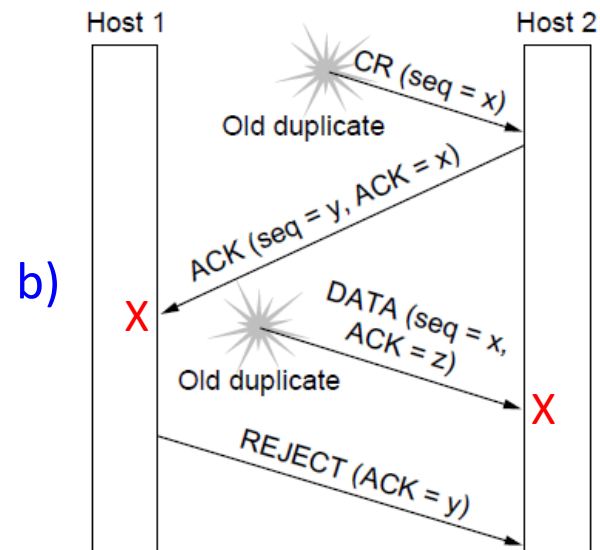 Host 1
Host 2
CR (seq = x)
Old duplicate
ACK (seq = y, ACK = x)
b)
X
DATA (seq = x,
ACK = z)
Old duplicate
X
REJECT (ACK = y)